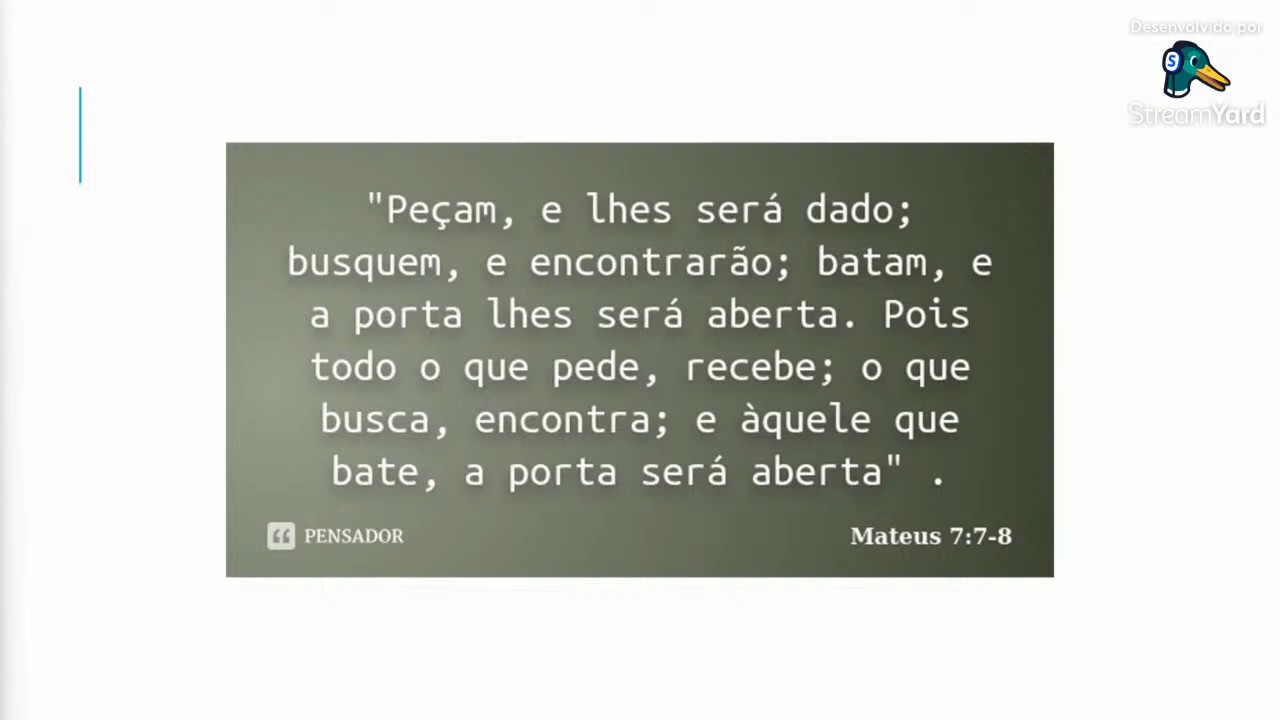 Desenvolvido por
S
StreamYard
"Peçam, e lhes será dado;
busquem, e encontrarão; batam, e
a porta lhes será aberta. Pois
todo o que pede, recebe; o que
busca, encontra; e àquele que
bate, a porta será aberta" .
PENSADOR
Mateus 7:7-8